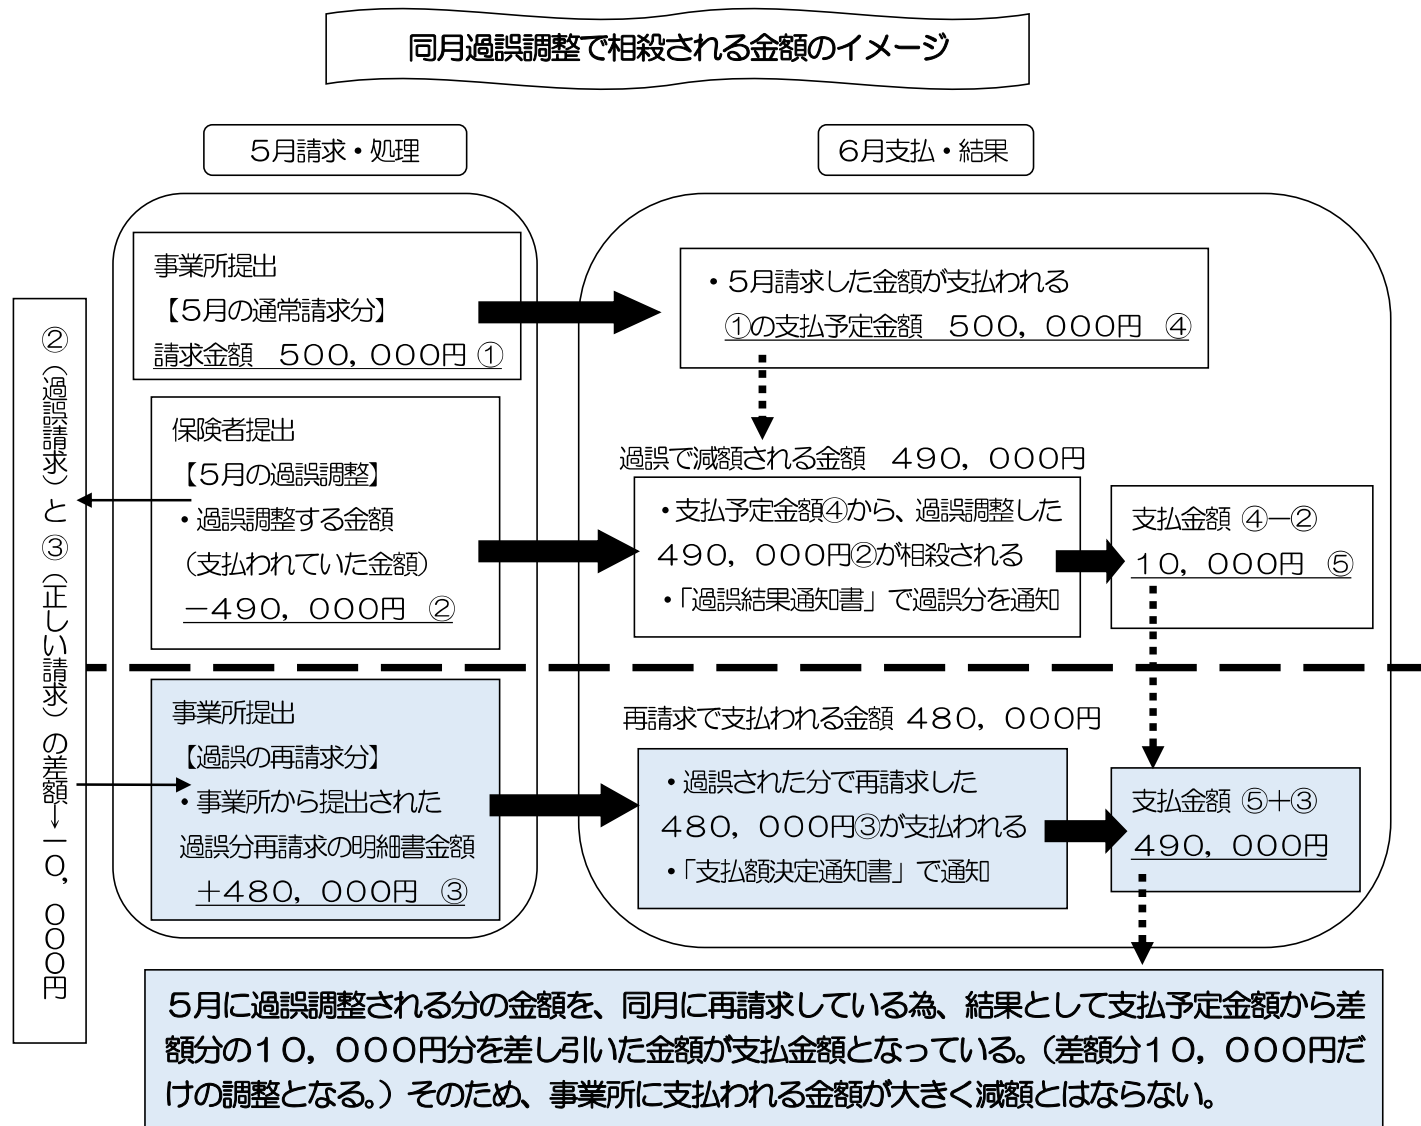 同月過誤調整で相殺される金額のイメージ
５月請求・処理
６月支払・結果
事業所提出
【５月の通常請求分】
請求金額　５００，０００円 ①
・５月請求した金額が支払われる
①の支払予定金額　５００，０００円　④
保険者提出
【５月の過誤調整】
・過誤調整する金額
（支払われていた金額）
－４９０，０００円　②
過誤で減額される金額　４９０，０００円
・支払予定金額④から、過誤調整した
４９０，０００円②が相殺される
・「過誤結果通知書」で過誤分を通知
支払金額 ④－②
１０，０００円　⑤
②（過誤請求）と③（正しい請求）の差額→１０，０００円
事業所提出
【過誤の再請求分】
・事業所から提出された
過誤分再請求の明細書金額
＋４８０，０００円　③
再請求で支払われる金額 ４８０，０００円
・過誤された分で再請求した
４８０，０００円③が支払われる
・「支払額決定通知書」で通知
支払金額 ⑤＋③
４９０，０００円
５月に過誤調整される分の金額を、同月に再請求している為、結果として支払予定金額から差
額分の１０，０００円分を差し引いた金額が支払金額となっている。（差額分１０，０００円だ
けの調整となる。）そのため、事業所に支払われる金額が大きく減額とはならない。